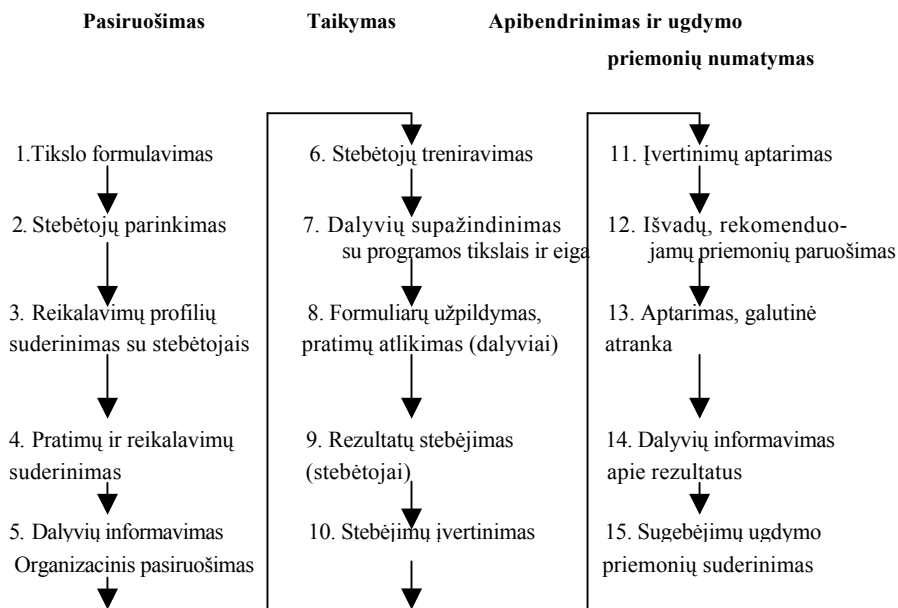 Pasiruošimas
Taikymas
Apibendrinimas ir ugdymo
priemonių numatymas
1.Tikslo formulavimas
2. Stebėtojų parinkimas
3. Reikalavimų profilių
suderinimas su stebėtojais
4. Pratimų ir reikalavimų
suderinimas
5. Dalyvių informavimas
Organizacinis pasiruošimas
6. Stebėtojų treniravimas
7. Dalyvių supažindinimas
su programos tikslais ir eiga
8. Formuliarų užpildymas,
pratimų atlikimas (dalyviai)
9. Rezultatų stebėjimas
(stebėtojai)
10. Stebėjimų įvertinimas
11. Įvertinimų aptarimas
12. Išvadų, rekomenduo-
jamų priemonių paruošimas
13. Aptarimas, galutinė
atranka
14. Dalyvių informavimas
apie rezultatus
15. Sugebėjimų ugdymo
priemonių suderinimas